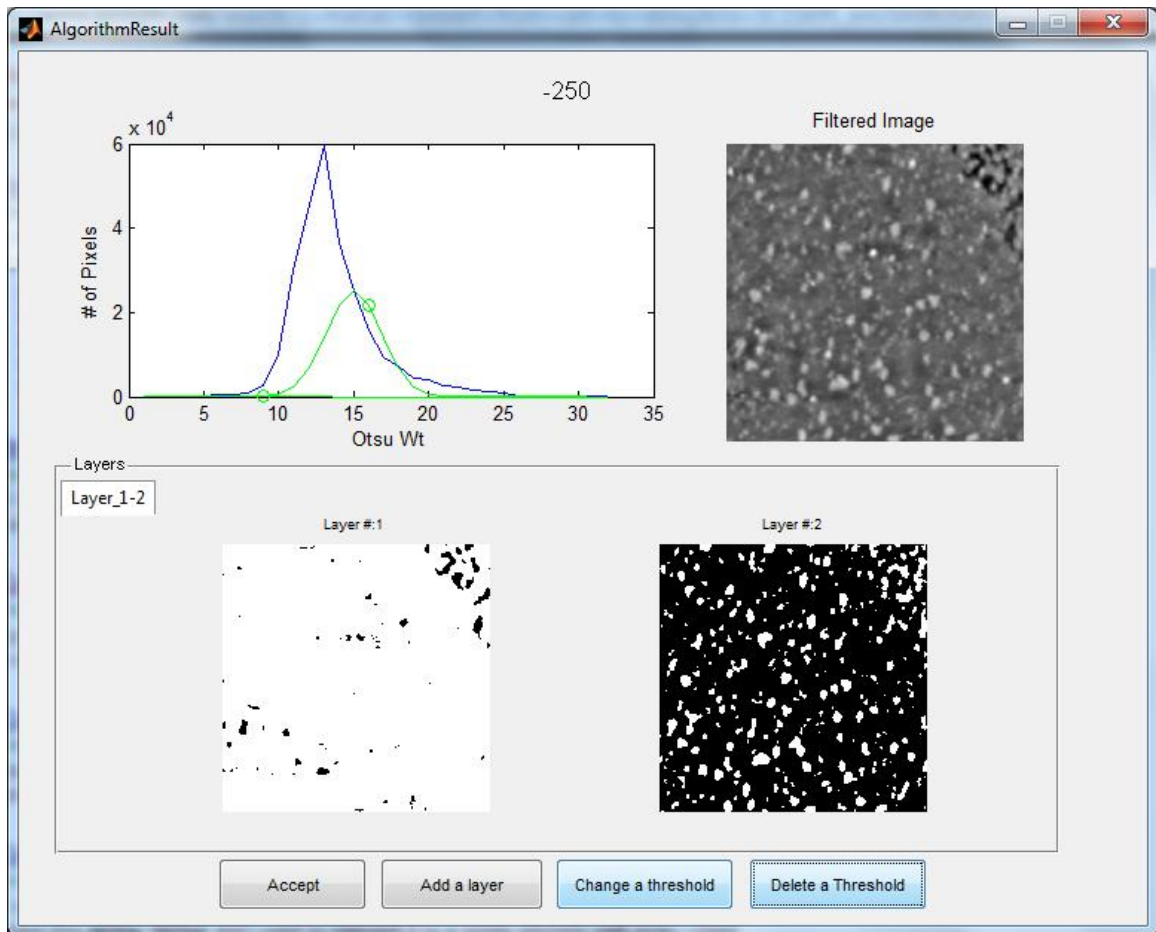 AlgorithmResult
-250
x 10^4
6
4
2
0
# of Pixels
0 5 10 15 20 25 30 35
Otsu Wt
Filtered Image
Layers
Layer_1-2
Layer #:1
Layer #:2
Accept
Add a layer
Change a threshold
Delete a Threshold